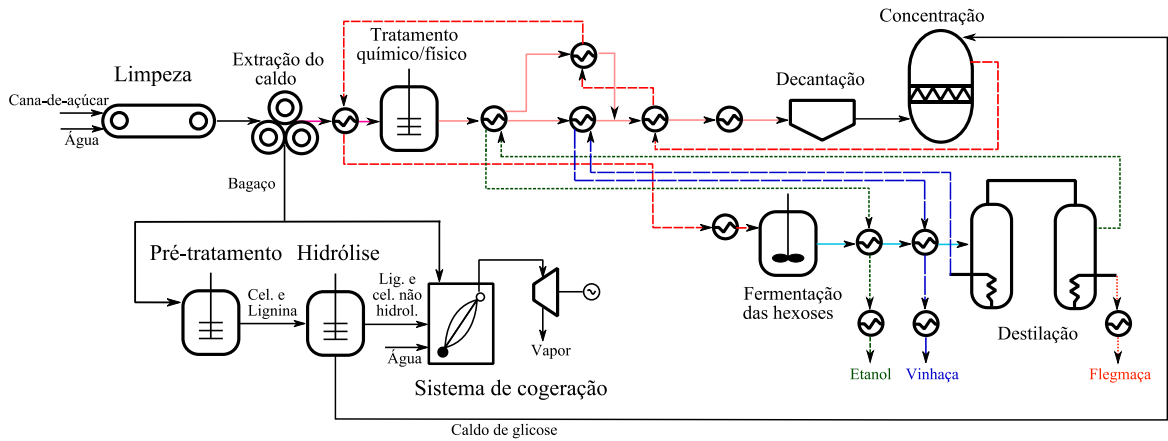 Concentração
Tratamento
químico/físico
Extração do
caldo
Limpeza
Decantação
Cana-de-açúcar
Água
Bagaço
Pré-tratamento
Hidrólise
Cel. e
Lignina
Lig. e
cel. não
hidrol.
Água
Vapor
Sistema de cogeração
Fermentação
das hexoses
Destilação
Etanol
Vinhaça
Flegmaça
Caldo de glicose